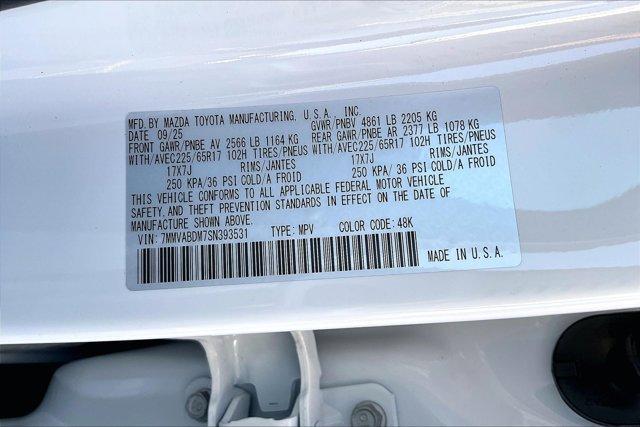 MFD. BY MAZDA TOYOTA MANUFACTURING, U.S.A., INC.
DATE 09/25 GVWR/PNBV 4861 LB 2205 KG
FRONT GAWR/PNBE AV 2566 LB 1164 KG REAR GAWR/PNBE AR 2377 LB 1078 KG
WITH/AVEC225/65R17 102H TIRES/PNEUS WITH/AVEC225/65R17 102H TIRES/PNEUS
17X7J RIMS/JANTES 17X7J RIMS/JANTES
250 KPA/36 PSI COLD/A FROID 250 KPA/ 36 PSI COLD/A FROID
THIS VEHICLE CONFORMS TO ALL APPLICABLE FEDERAL MOTOR VEHICLE
SAFETY, AND THEFT PREVENTION STANDARDS IN EFFECT ON THE DATE OF
MANUFACTURE SHOWN ABOVE.
VIN: 7MMVABDM7SN393531 TYPE: MPV COLOR CODE: 48K
MADE IN U.S.A.